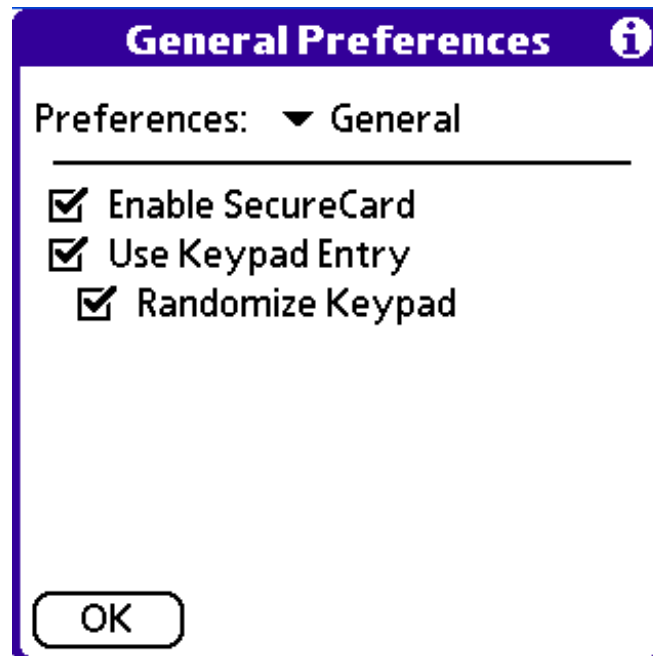 General Preferences
Preferences: General
Enable SecureCard
Use Keypad Entry
Randomize Keypad
OK